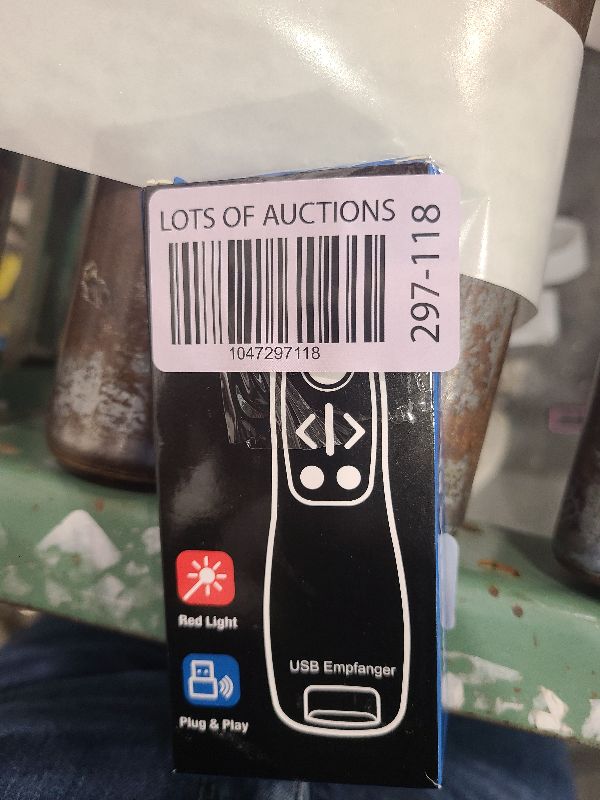 LOTS OF AUCTIONS
297-118
1047297118
Red Light
USB Empfanger
Plug & Play